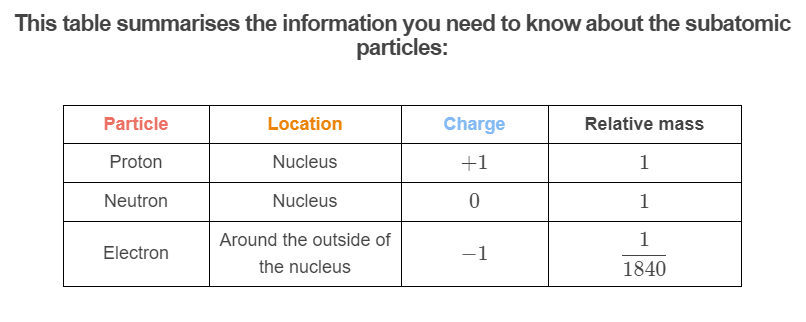 This table summarises the information you need to know about the subatomic
particles:
Particle Location Charge Relative mass
Proton Nucleus +1 1
Neutron Nucleus 0 1
Electron Around the outside of the nucleus −1 1/1840